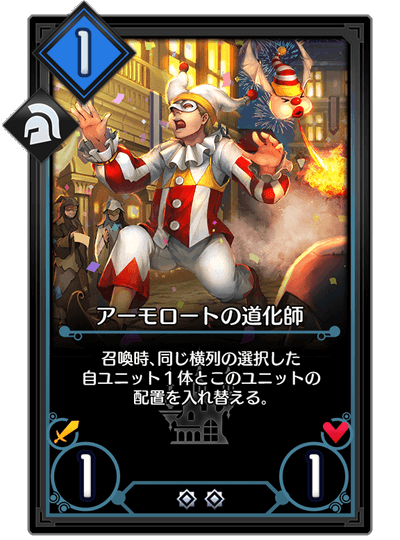 1
アーモロートの道化師
召喚時、同じ横列の選択した
自ユニット1体とこのユニットの
配置を入れ替える。
1
1